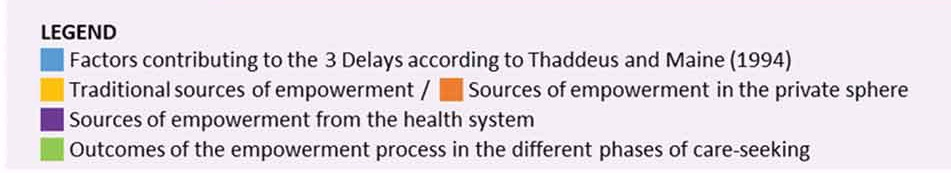 LEGEND
Factors contributing to the 3 Delays according to Thaddeus and Maine (1994)
Traditional sources of empowerment / Sources of empowerment in the private sphere
Sources of empowerment from the health system
Outcomes of the empowerment process in the different phases of care-seeking